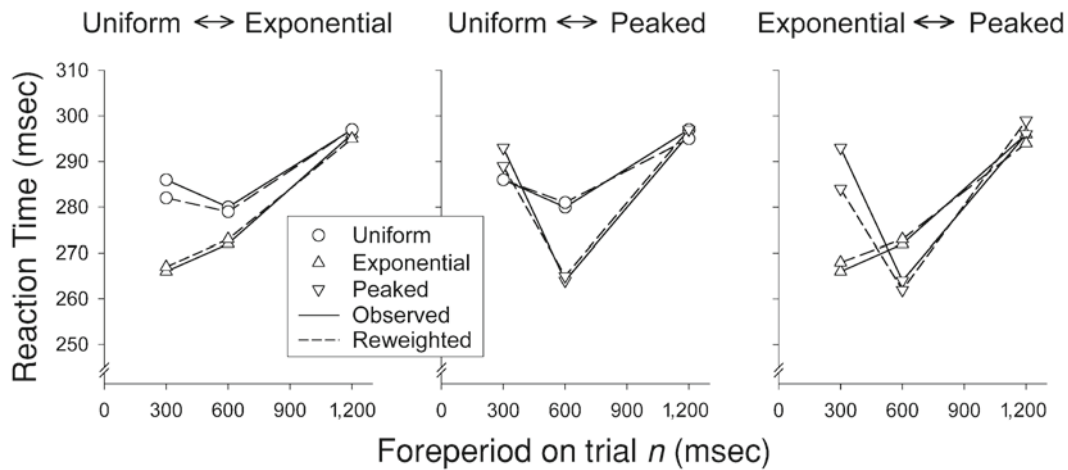 Uniform ↔ Exponential
Uniform ↔ Peaked
Exponential ↔ Peaked
Reaction Time (msec)
310
300
290
280
270
260
250
Uniform
Exponential
Peaked
Observed
Reweighted
0 300 600 900 1,200
0 300 600 900 1,200
0 300 600 900 1,200
Foreperiod on trial n (msec)